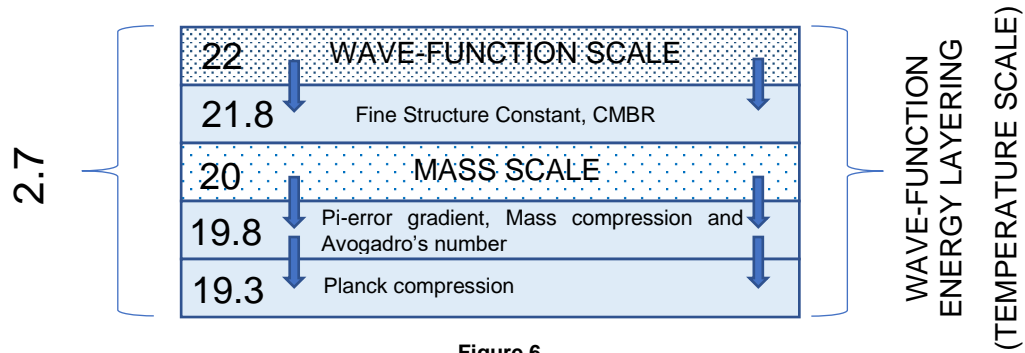 2.7
22 WAVE-FUNCTION SCALE
21.8 Fine Structure Constant, CMBR
20 MASS SCALE
19.8 Pi-error gradient, Mass compression and
Avogadro's number
19.3 Planck compression
WAVE-FUNCTION
ENERGY LAYERING
(TEMPERATURE SCALE)
Figure 6